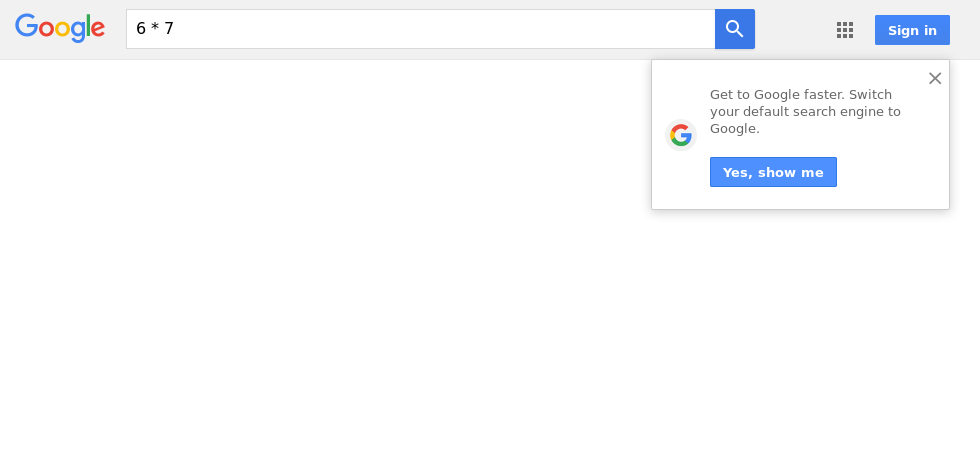 Google
6 * 7
Sign in
Get to Google faster. Switch
your default search engine to
Google.
Yes, show me